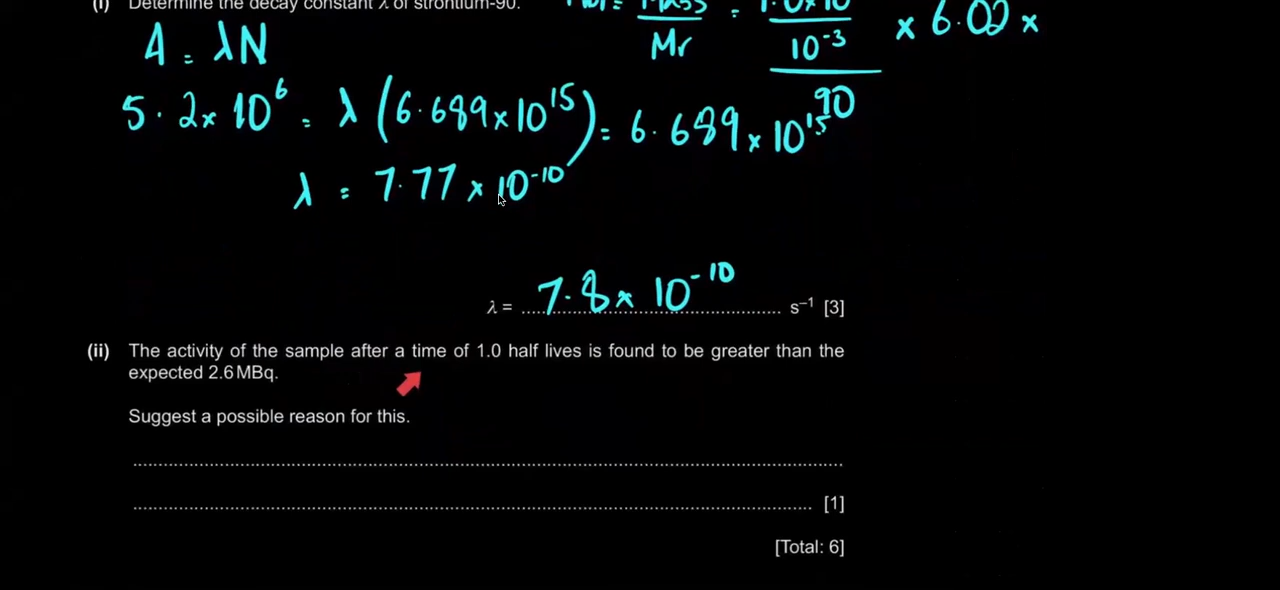 (i) Determine the decay constant λ of strontium-90.
A = λN
Mr
10⁻³
× 6.02 ×
90
5.2 × 10⁶ = λ (6.689 × 10¹⁵) = 6.689 × 10¹⁵
λ = 7.77 × 10⁻¹⁰
λ = 7.8 × 10⁻¹⁰ s⁻¹ [3]
(ii) The activity of the sample after a time of 1.0 half lives is found to be greater than the
expected 2.6 MBq.
Suggest a possible reason for this.
[1]
[Total: 6]